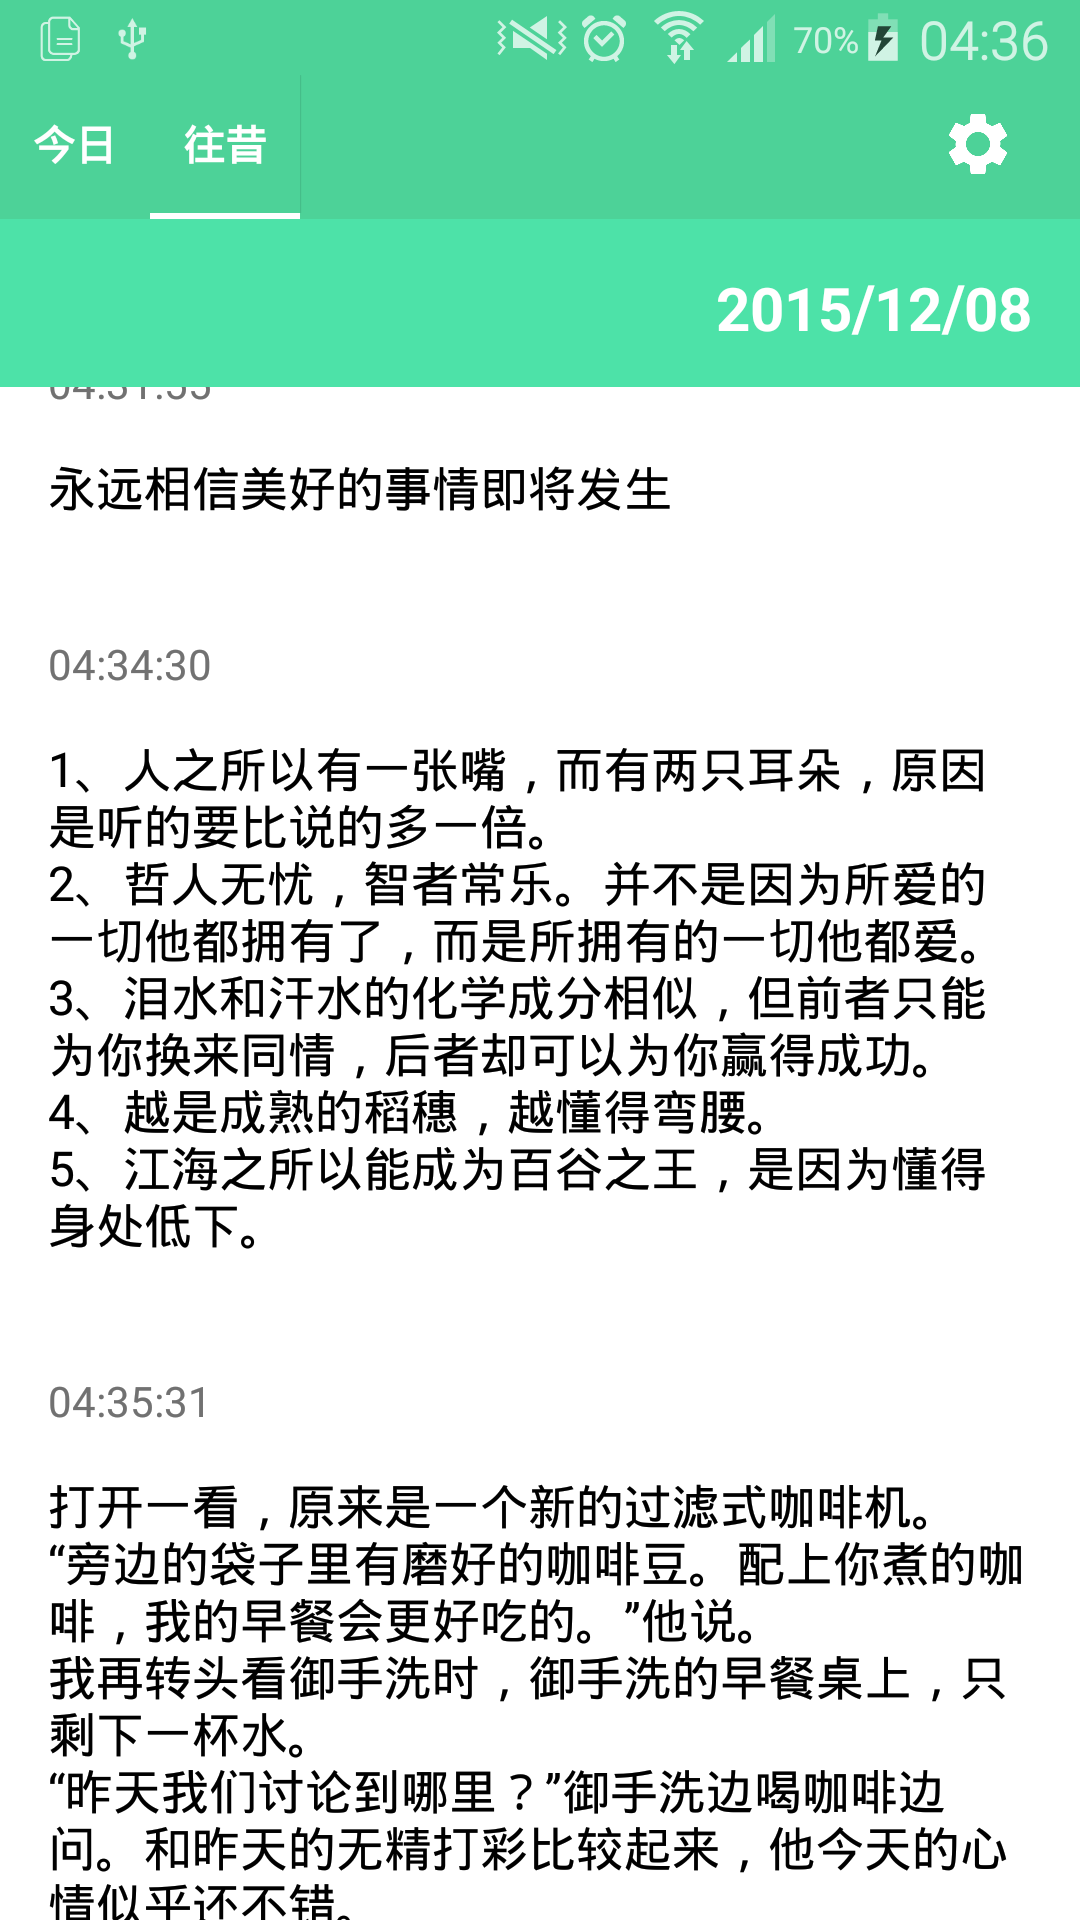 70% 04:36
今日 往昔
2015/12/08
永远相信美好的事情即将发生
04:34:30
1、人之所以有一张嘴，而有两只耳朵，原因
是听的要比说的多一倍。
2、哲人无忧，智者常乐。并不是因为所爱的
一切他都拥有了，而是所拥有的一切他都爱。
3、泪水和汗水的化学成分相似，但前者只能
为你换来同情，后者却可以为你赢得成功。
4、越是成熟的稻穗，越懂得弯腰。
5、江海之所以能成为百谷之王，是因为懂得
身处低下。
04:35:31
打开一看，原来是一个新的过滤式咖啡机。
“旁边的袋子里有磨好的咖啡豆。配上你煮的咖
啡，我的早餐会更好吃的。”他说。
我再转头看御手洗时，御手洗的早餐桌上，只
剩下一杯水。
“昨天我们讨论到哪里？”御手洗边喝咖啡边
问。和昨天的无精打彩比较起来，他今天的心
情似乎还不错。